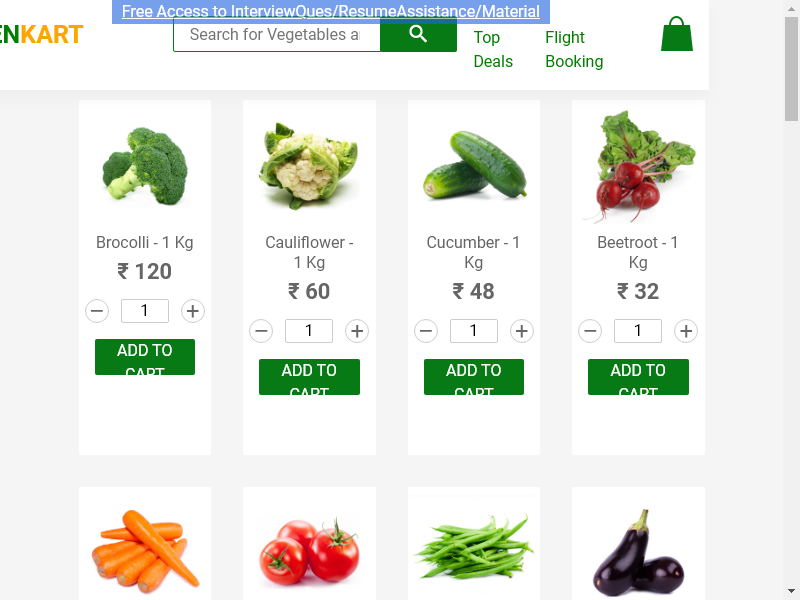 Free Access to InterviewQues/ResumeAssistance/Material
ENKART
Search for Vegetables a
Top
Deals
Flight
Booking
Brocolli - 1 Kg
₹ 120
– 1 +
ADD TO
CART
Cauliflower -
1 Kg
₹ 60
– 1 +
ADD TO
CART
Cucumber - 1
Kg
₹ 48
– 1 +
ADD TO
CART
Beetroot - 1
Kg
₹ 32
– 1 +
ADD TO
CART